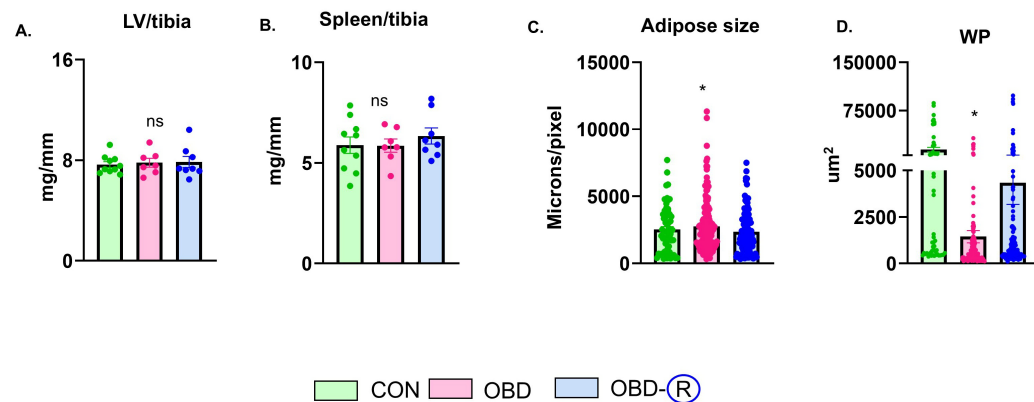 A.
LV/tibia
mg/mm
16
8
0
ns
B.
Spleen/tibia
mg/mm
10
5
0
ns
C.
Adipose size
Microns/pixel
15000
10000
5000
0
*
D.
WP
um²
150000
75000
5000
2500
0
*
CON OBD OBD-R